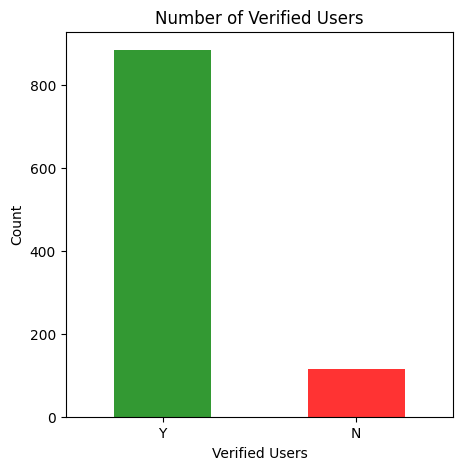 Number of Verified Users
Count
800
600
400
200
0
Y
N
Verified Users